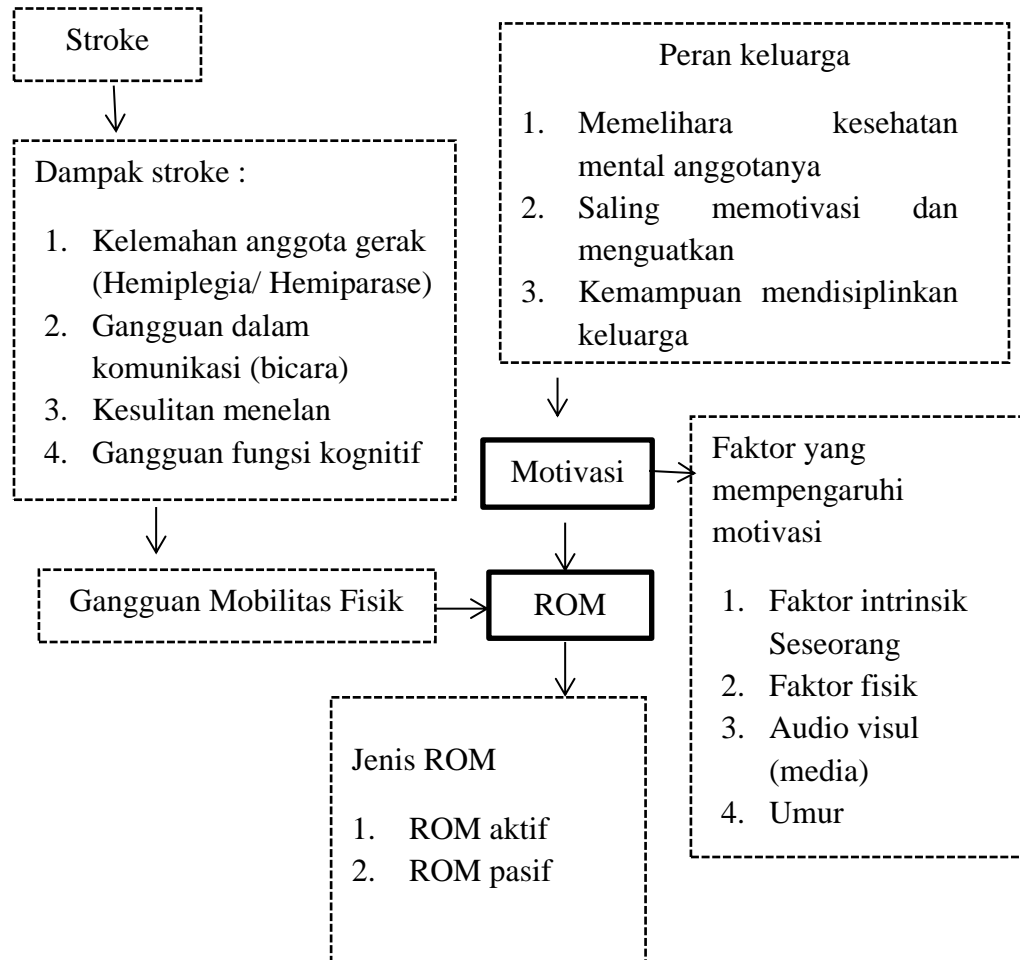 Stroke
Dampak stroke :
1. Kelemahan anggota gerak
(Hemiplegia/ Hemiparase)
2. Gangguan dalam
komunikasi (bicara)
3. Kesulitan menelan
4. Gangguan fungsi kognitif
Gangguan Mobilitas Fisik
Peran keluarga
1. Memelihara kesehatan
mental anggotanya
2. Saling memotivasi dan
menguatkan
3. Kemampuan mendisiplinkan
keluarga
Motivasi
ROM
Faktor yang
mempengaruhi
motivasi
1. Faktor intrinsik
Seseorang
2. Faktor fisik
3. Audio visul
(media)
4. Umur
Jenis ROM
1. ROM aktif
2. ROM pasif